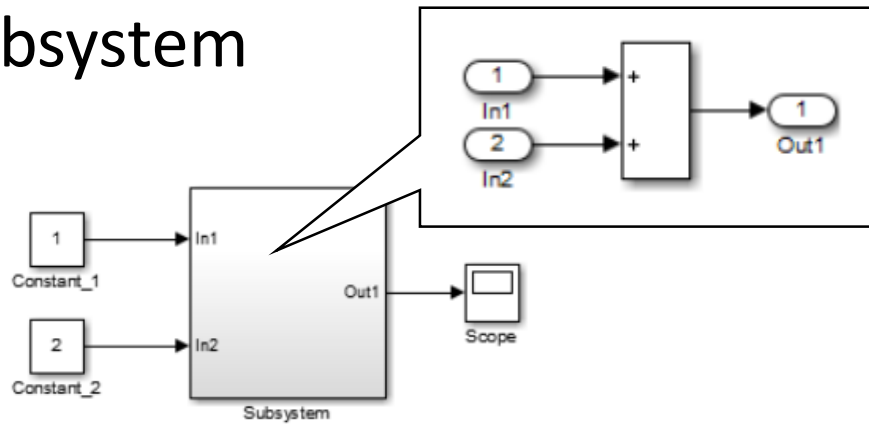 bsystem
1
In1
2
In2
+
+
1
Out1
1
Constant_1
2
Constant_2
In1
In2
Out1
Subsystem
Scope